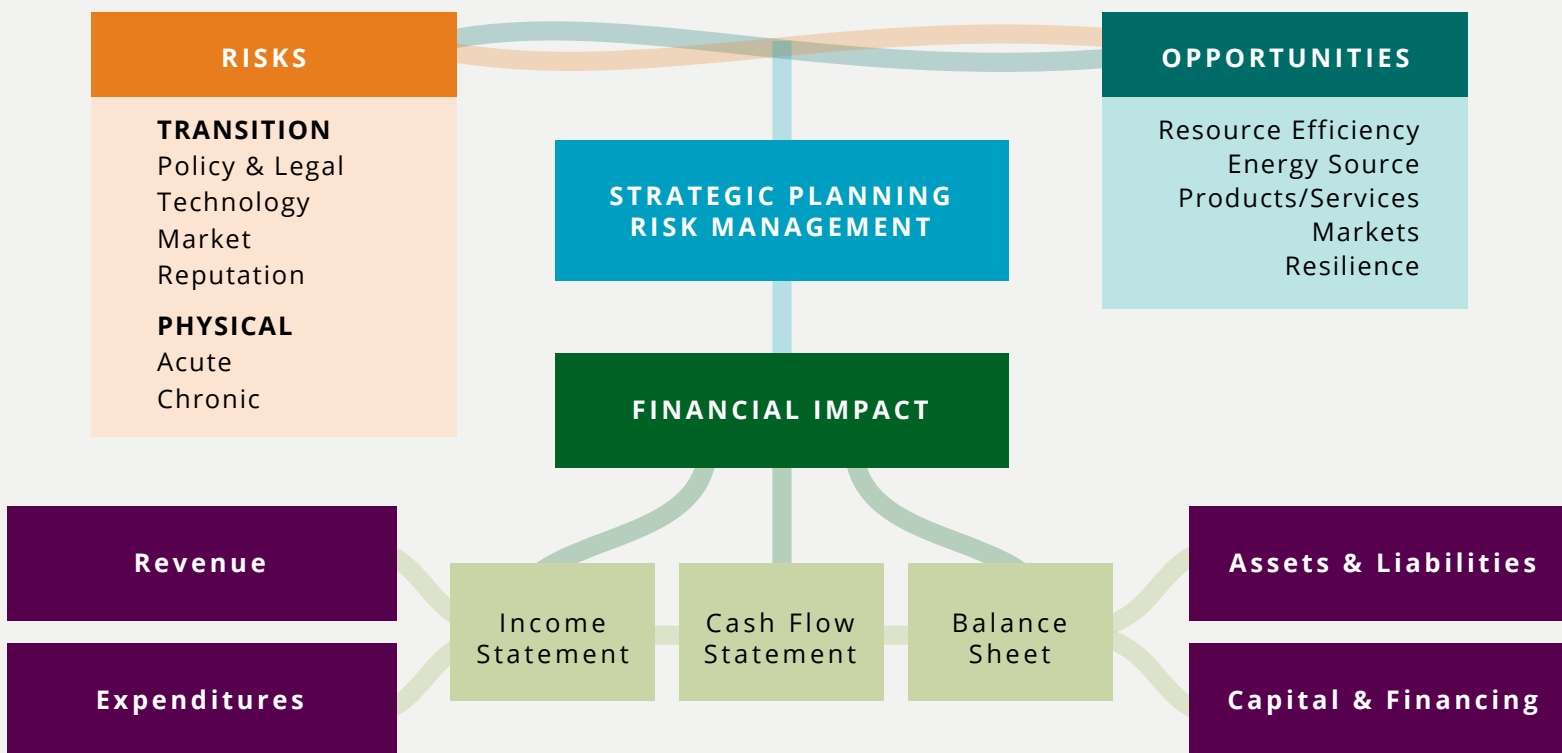 RISKS
TRANSITION
Policy & Legal
Technology
Market
Reputation
PHYSICAL
Acute
Chronic
OPPORTUNITIES
Resource Efficiency
Energy Source
Products/Services
Markets
Resilience
STRATEGIC PLANNING
RISK MANAGEMENT
FINANCIAL IMPACT
Revenue
Expenditures
Income
Statement
Cash Flow
Statement
Balance
Sheet
Assets & Liabilities
Capital & Financing